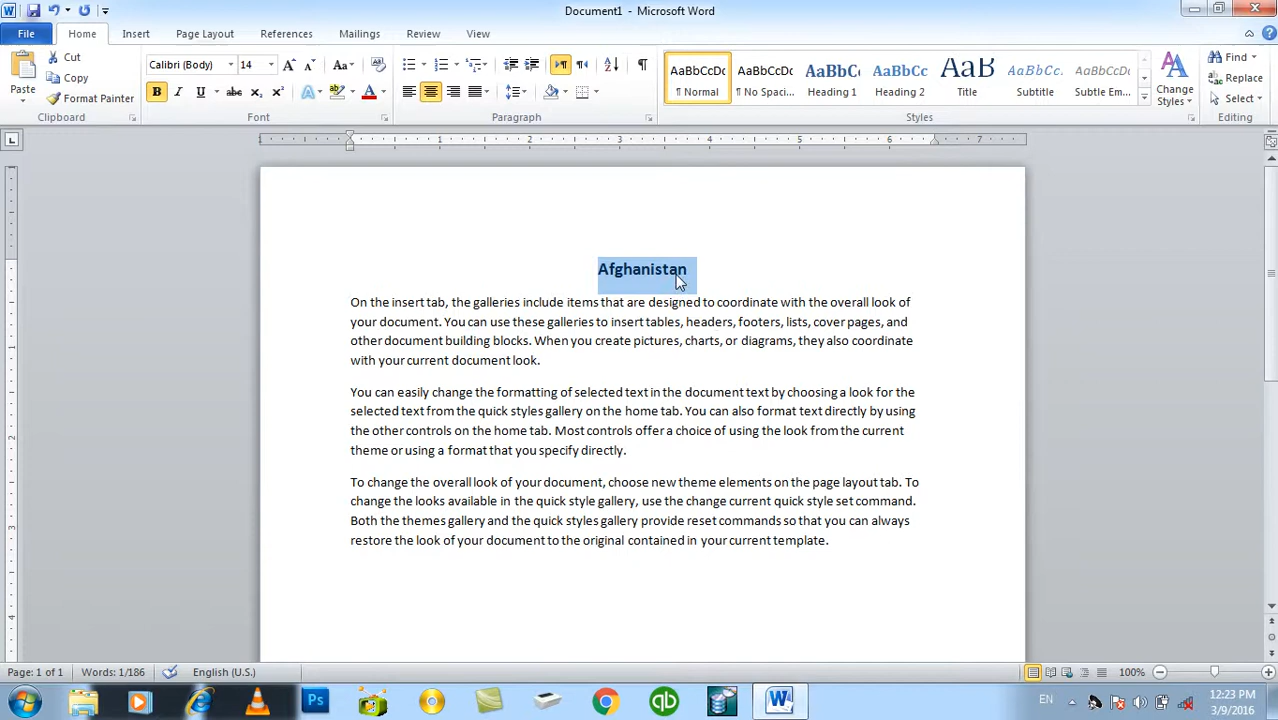 Document1 - Microsoft Word
File Home Insert Page Layout References Mailings Review View
Paste Cut Copy Format Painter
Clipboard
Calibri (Body) 14
Font
Paragraph
AaBbCcDc AaBbCcDc AaBbC AaBbCc AaB AaBbCc. AaBbCcDc
¶ Normal ¶ No Spaci... Heading 1 Heading 2 Title Subtitle Subtle Em...
Change Styles
Styles
Find Replace Select
Editing
Afghanistan
On the insert tab, the galleries include items that are designed to coordinate with the overall look of
your document. You can use these galleries to insert tables, headers, footers, lists, cover pages, and
other document building blocks. When you create pictures, charts, or diagrams, they also coordinate
with your current document look.
You can easily change the formatting of selected text in the document text by choosing a look for the
selected text from the quick styles gallery on the home tab. You can also format text directly by using
the other controls on the home tab. Most controls offer a choice of using the look from the current
theme or using a format that you specify directly.
To change the overall look of your document, choose new theme elements on the page layout tab. To
change the looks available in the quick style gallery, use the change current quick style set command.
Both the themes gallery and the quick styles gallery provide reset commands so that you can always
restore the look of your document to the original contained in your current template.
Page: 1 of 1 Words: 1/186 English (U.S.) 100%
EN 12:23 PM
3/9/2016